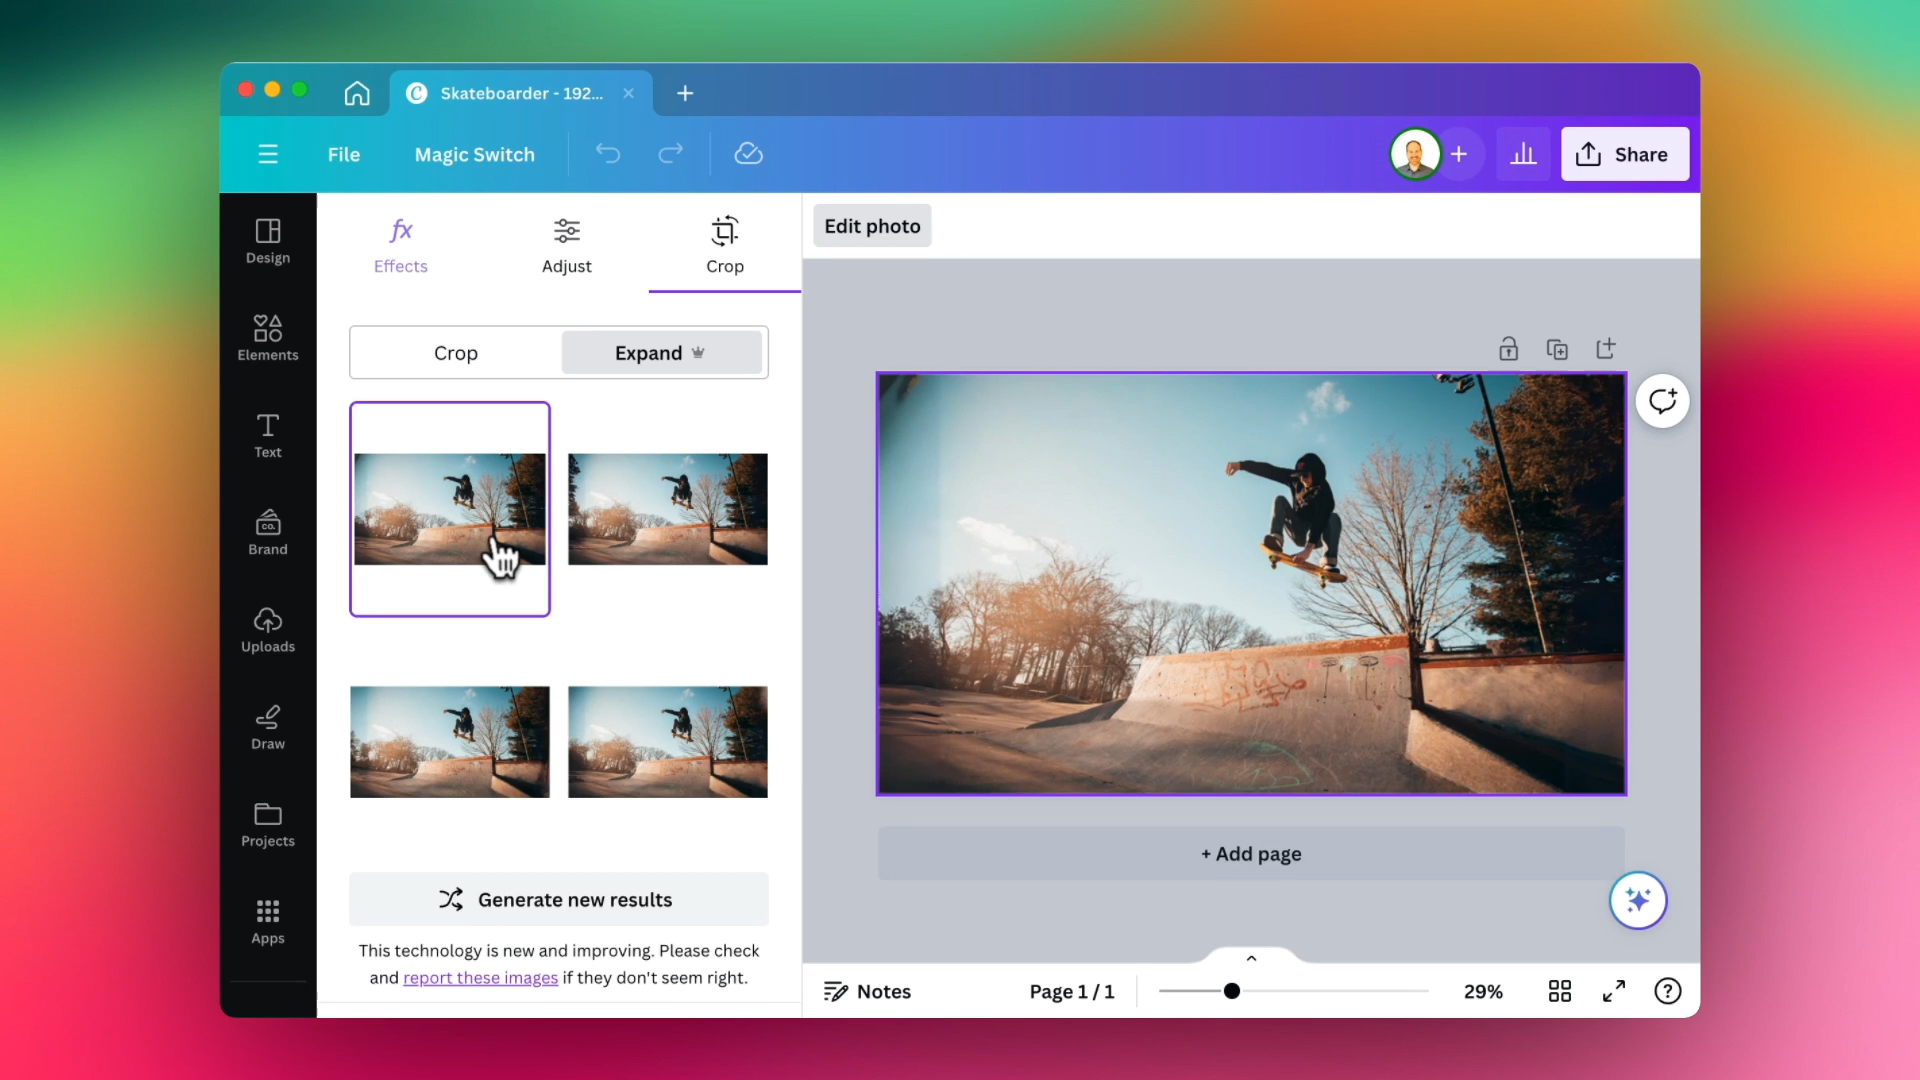 Skateboarder - 192...
File
Magic Switch
Share
Design
Elements
Text
CO.
Brand
Uploads
Draw
Projects
Apps
fx
Effects
Adjust
Crop
Crop
Expand
Generate new results
This technology is new and improving. Please check
and report these images if they don't seem right.
Edit photo
+ Add page
Notes
Page 1 / 1
29%